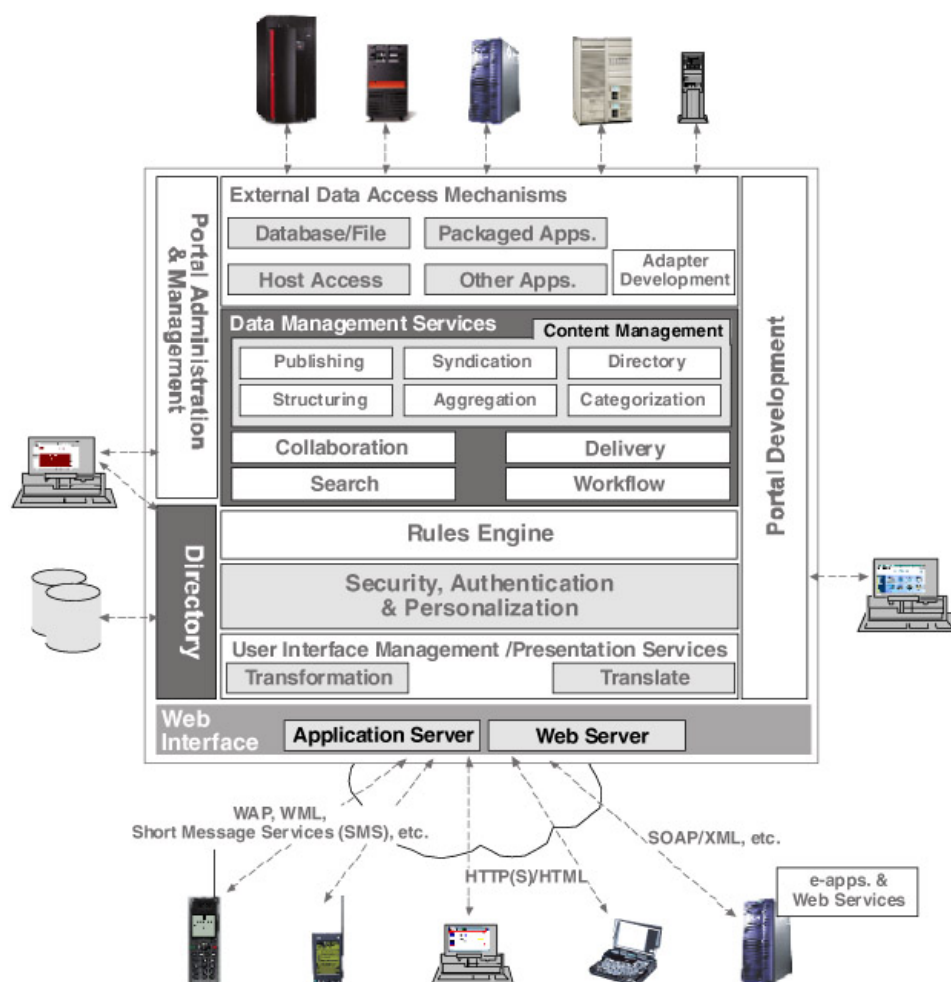 External Data Access Mechanisms
Database/File
Packaged Apps.
Host Access
Other Apps.
Adapter
Development
Portal Administration
& Management
Data Management Services
Content Management
Publishing
Syndication
Directory
Structuring
Aggregation
Categorization
Collaboration
Delivery
Search
Workflow
Portal Development
Directory
Rules Engine
Security, Authentication
& Personalization
User Interface Management /Presentation Services
Transformation
Translate
Web
Interface
Application Server
Web Server
WAP, WML,
Short Message Services (SMS), etc.
SOAP/XML, etc.
HTTP(S)/HTML
e-apps. &
Web Services